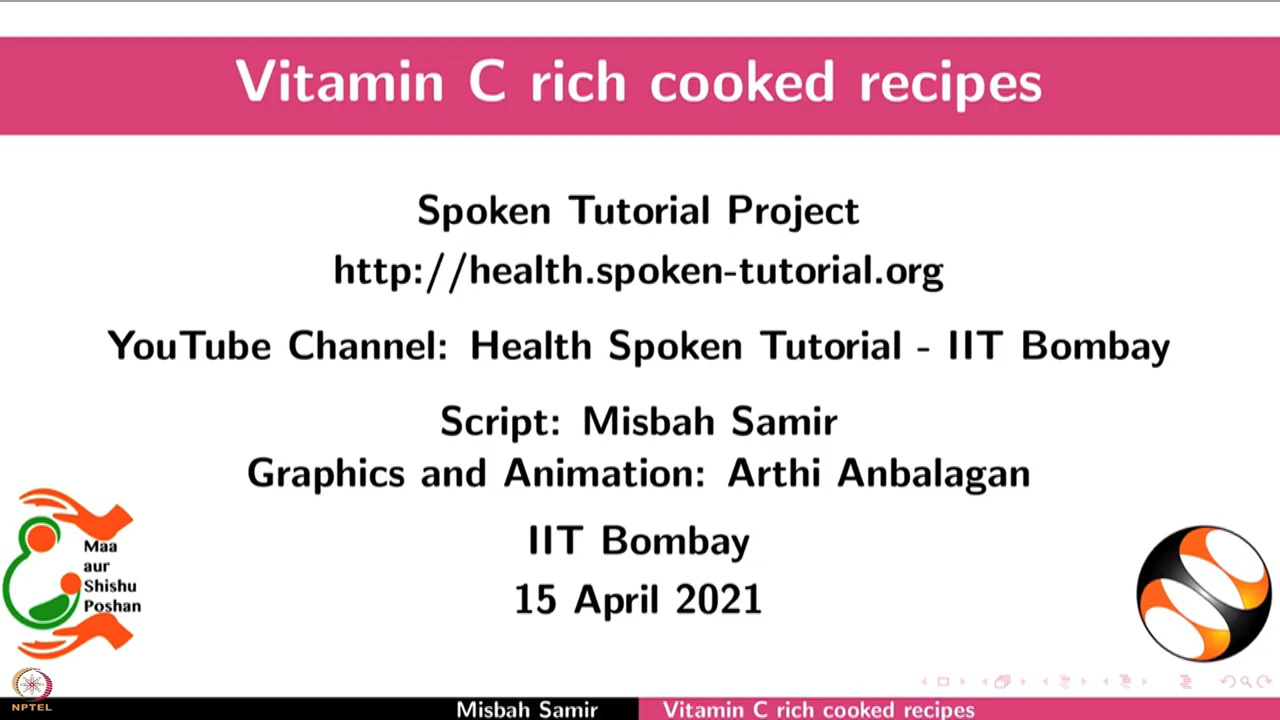 Vitamin C rich cooked recipes
Spoken Tutorial Project
http://health.spoken-tutorial.org
YouTube Channel: Health Spoken Tutorial - IIT Bombay
Script: Misbah Samir
Graphics and Animation: Arthi Anbalagan
IIT Bombay
15 April 2021
Maa
aur
Shishu
Poshan
NPTEL
Misbah Samir
Vitamin C rich cooked recipes